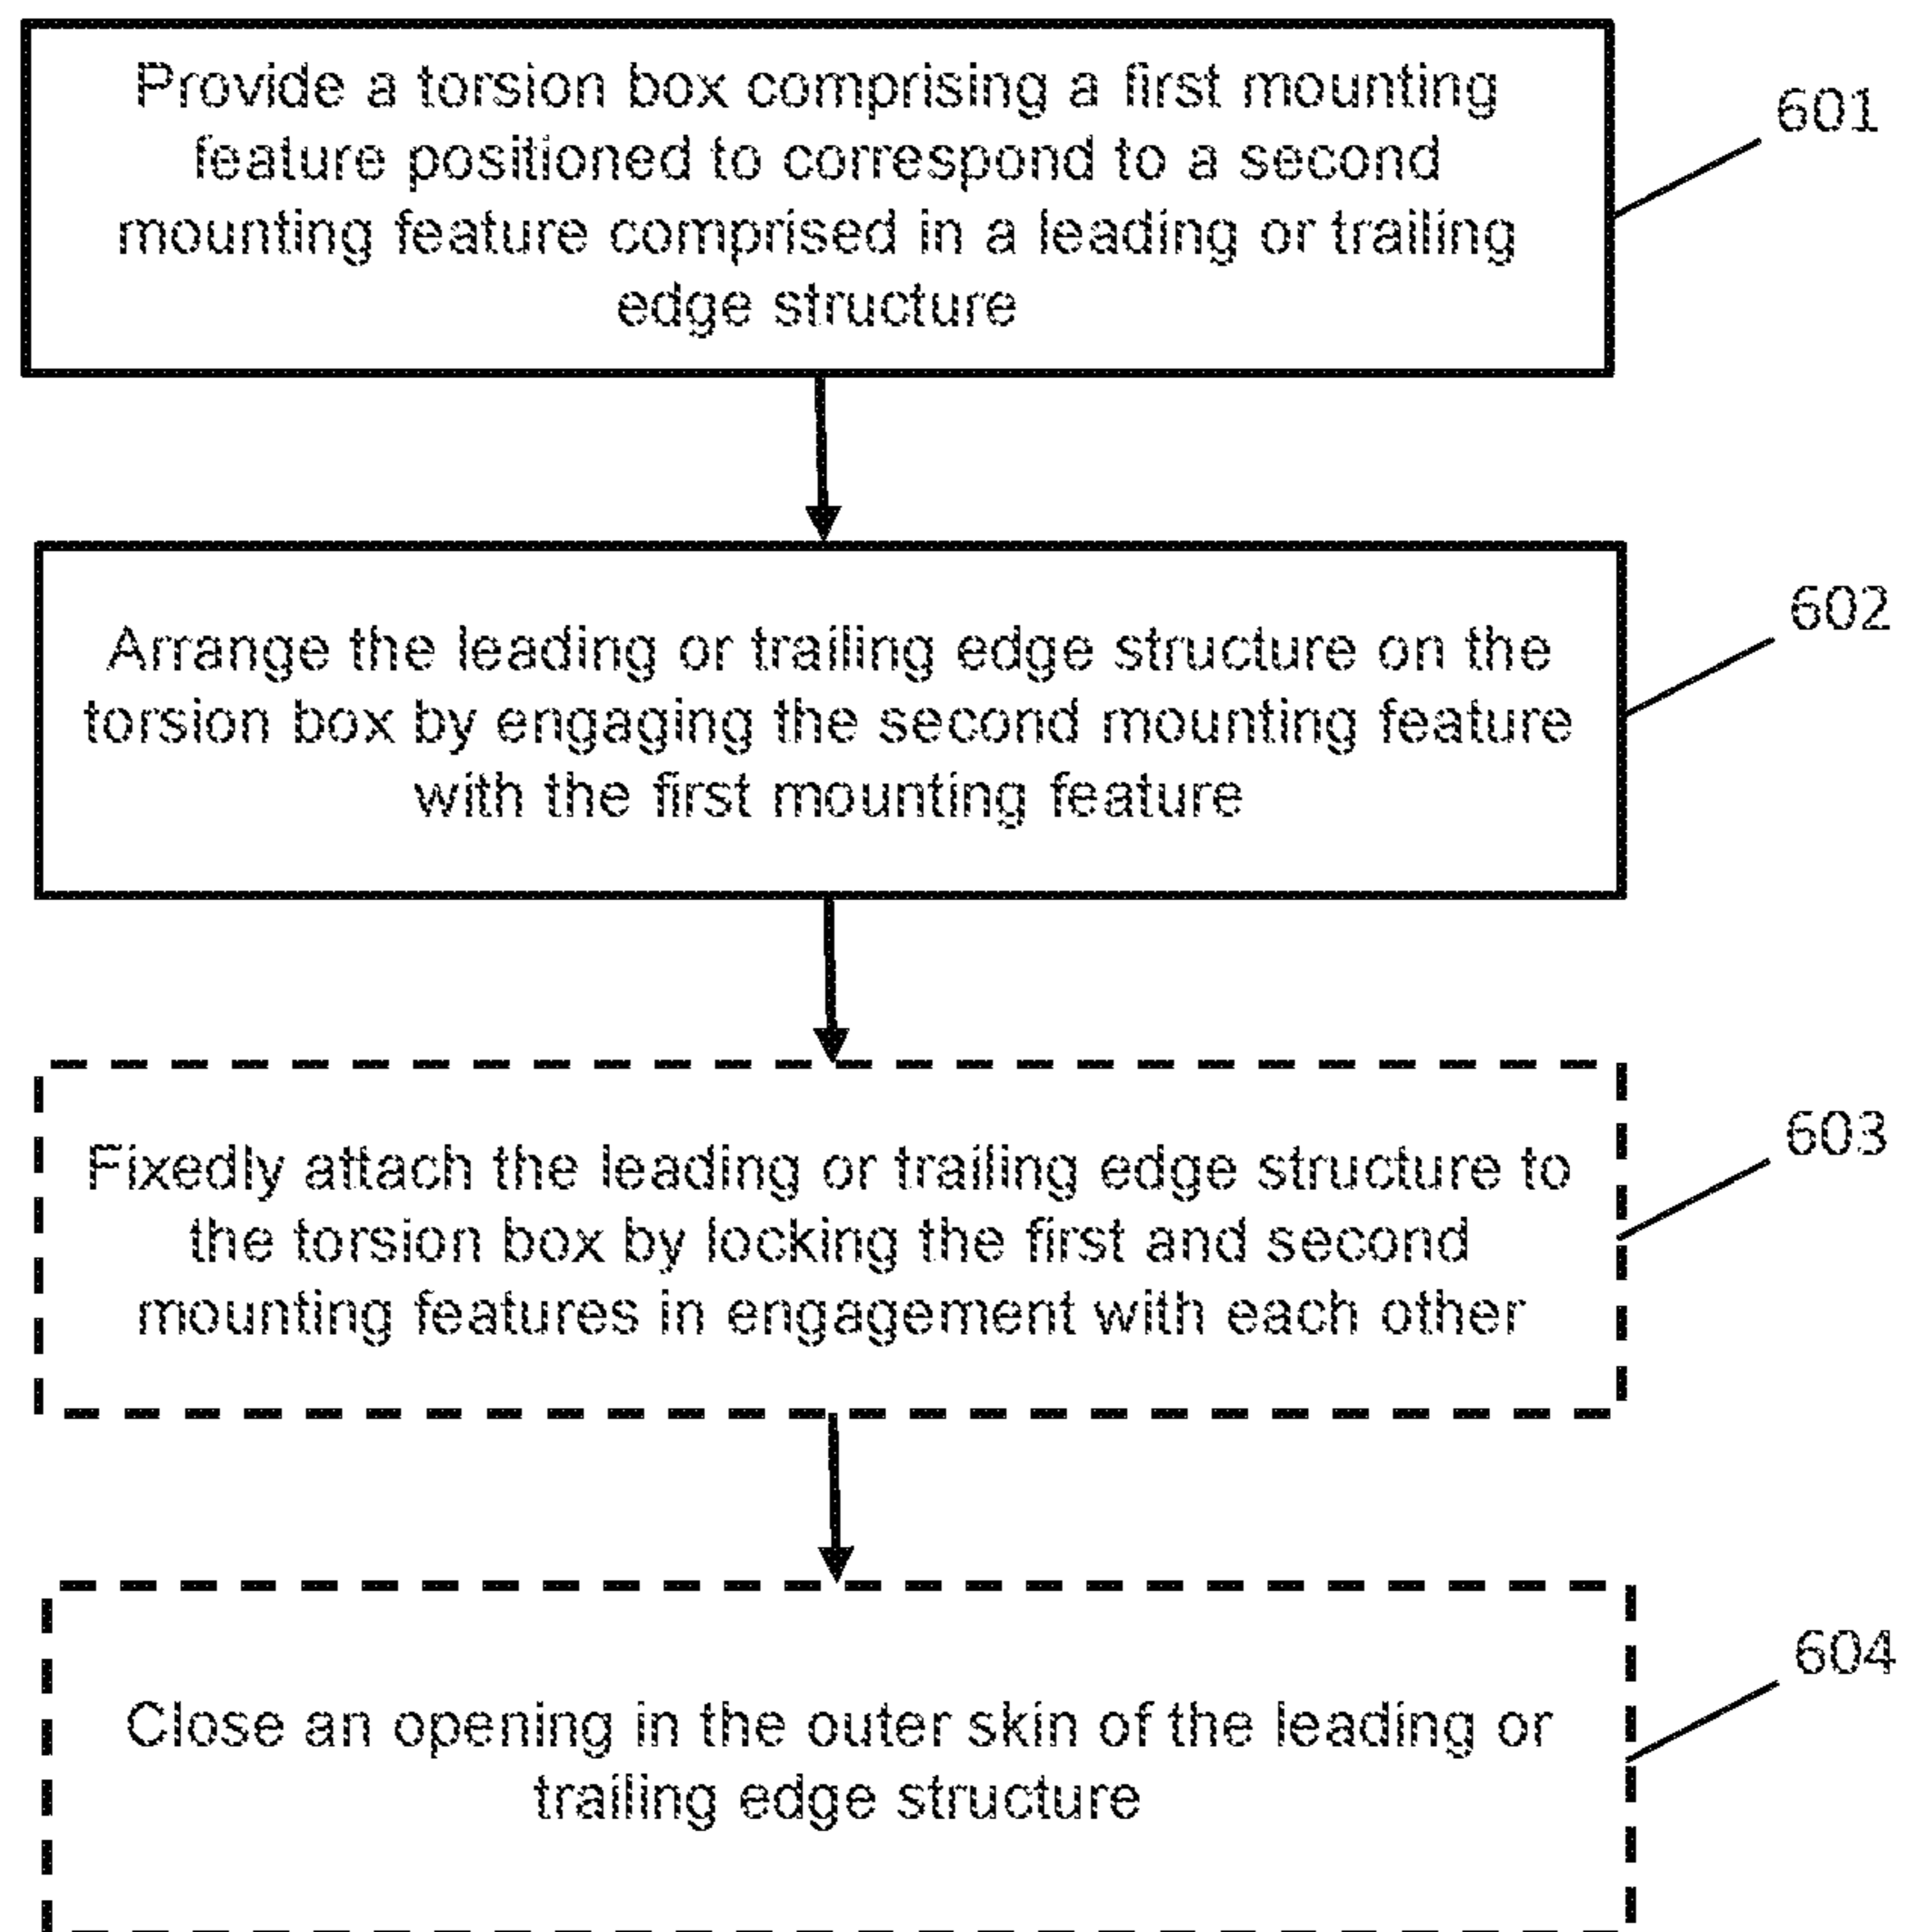 Provide a torsion box comprising a first mounting
feature positioned to correspond to a second
mounting feature comprised in a leading or trailing
edge structure
601
Arrange the leading or trailing edge structure on the
torsion box by engaging the second mounting feature
with the first mounting feature
602
Fixedly attach the leading or trailing edge structure to
the torsion box by locking the first and second
mounting features in engagement with each other
603
Close an opening in the outer skin of the leading or
trailing edge structure
604